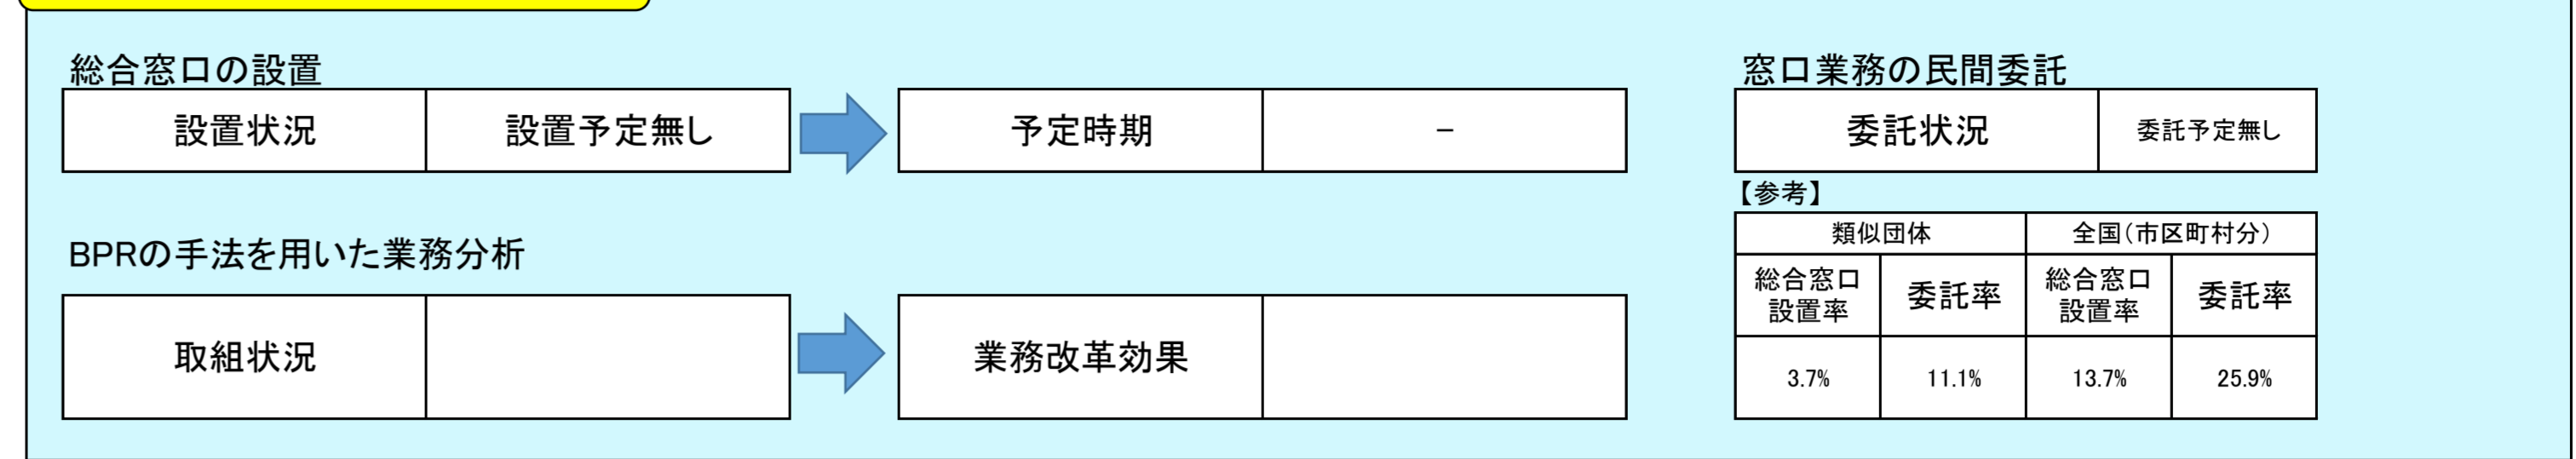 総合窓口の設置
設置状況 設置予定無し 予定時期 －
BPRの手法を用いた業務分析
取組状況 業務改革効果
窓口業務の民間委託
委託状況 委託予定無し
【参考】
類似団体 全国（市区町村分）
総合窓口 設置率 委託率 総合窓口 設置率 委託率
3.7% 11.1% 13.7% 25.9%